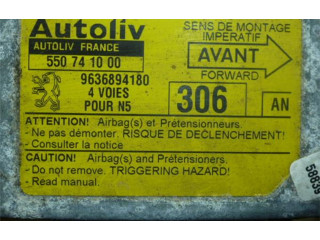 Autoliv
AUTOLIV FRANCE
550 74 10 00
SENS DE MONTAGE
IMPERATIF
AVANT
FORWARD
9636894180
4 VOIES
POUR N5
306
AN
ATTENTION! Airbag(s) et Prétensionneurs.
- Ne pas démonter. RISQUE DE DECLENCHEMENT!
- Consulter la notice
CAUTION! Airbag(s) and Pretensioners.
- Do not remove. TRIGGERING HAZARD!
- Read manual.